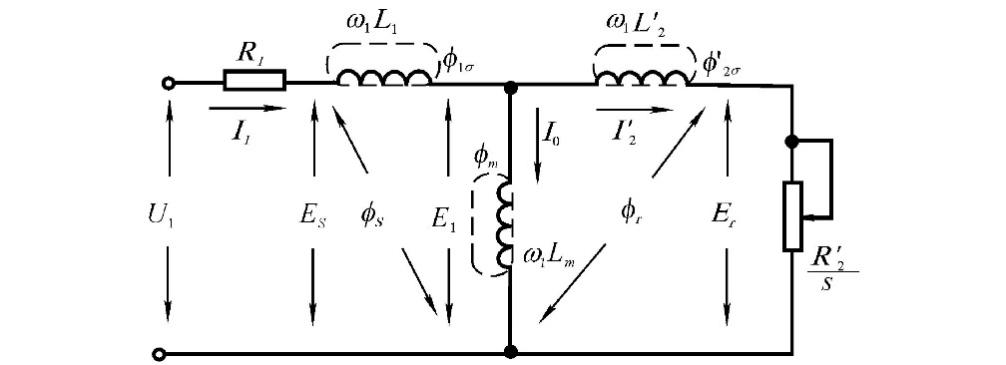 ω₁L₁
ω₁L'₂
R₁
ϕ₁σ
ϕ'₂σ
I₁
I₀
I'₂
ϕₘ
U₁
Eₛ
ϕₛ
E₁
ϕᵣ
Eᵣ
ω₁Lₘ
R'₂
s